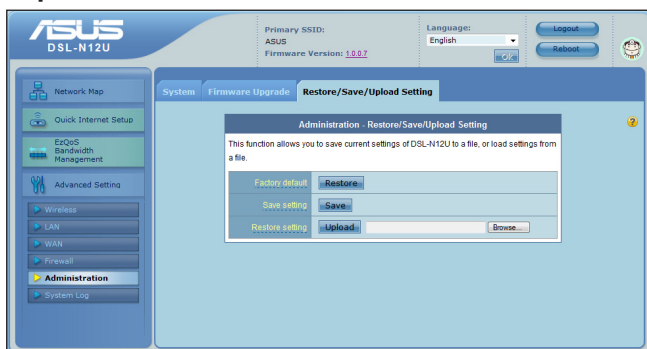 ASUS
DSL-N12U
Primary SSID:
ASUS
Firmware Version: 1.0.0.7
Language:
English
OK
Logout
Reboot
Network Map
Quick Internet Setup
EzQoS
Bandwidth
Management
Advanced Setting
Wireless
LAN
WAN
Firewall
Administration
System Log
System
Firmware Upgrade
Restore/Save/Upload Setting
Administration - Restore/Save/Upload Setting
This function allows you to save current settings of DSL-N12U to a file, or load settings from
a file.
Factory default
Restore
Save setting
Save
Restore setting
Upload
Browse...
?